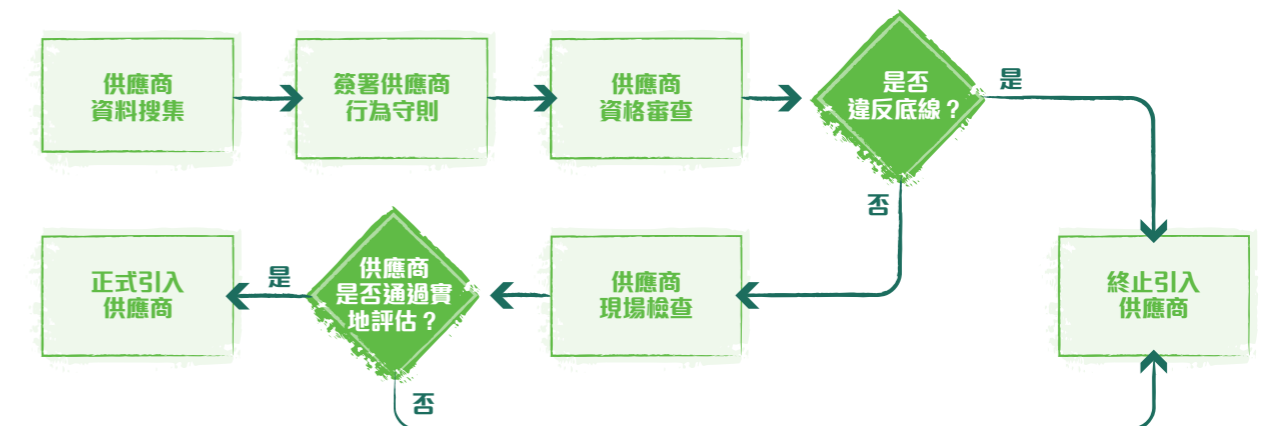 供應商
資料搜集
簽署供應商
行為守則
供應商
資格審查
是否
違反底線？
是
否
正式引入
供應商
是
供應商
是否通過實
地評估？
供應商
現場檢查
終止引入
供應商
否